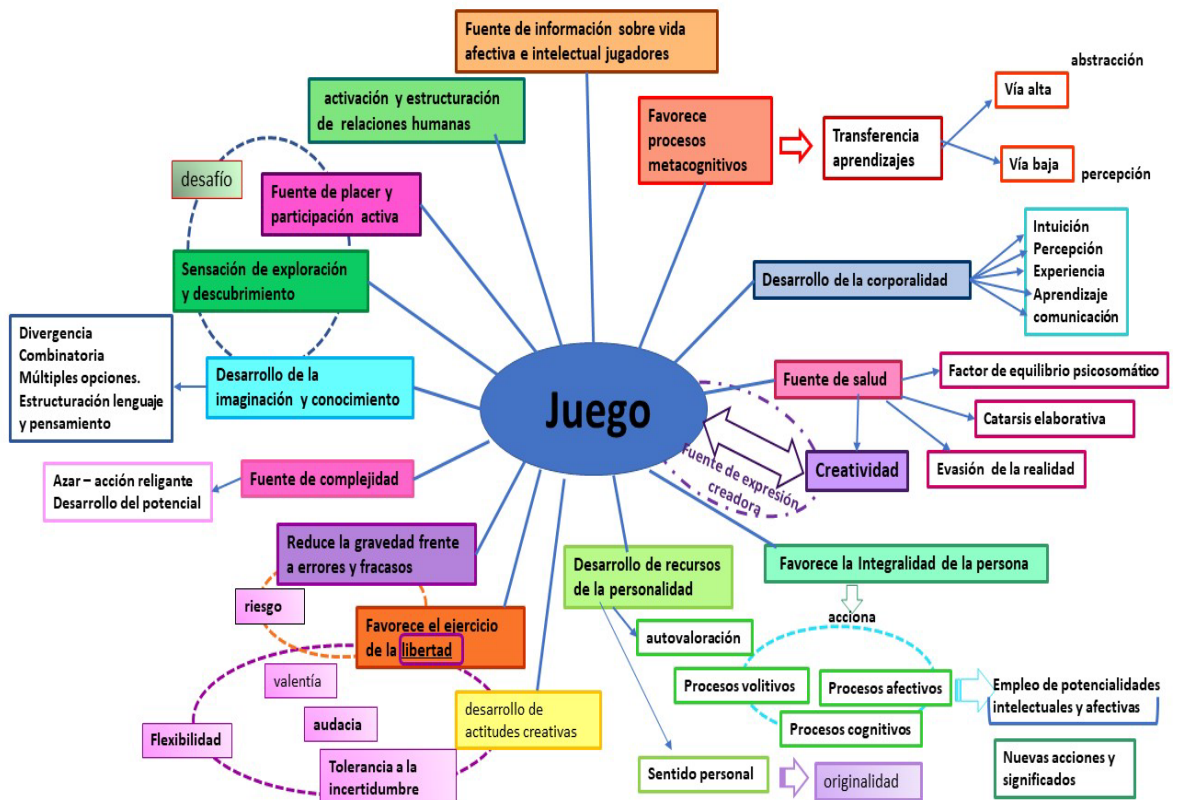 Fuente de información sobre vida
afectiva e intelectual jugadores
activación y estructuración
de relaciones humanas
Favorece
procesos
metacognitivos
Transferencia
aprendizajes
abstracción
Vía alta
Vía baja
percepción
desafío
Fuente de placer y
participación activa
Sensación de exploración
y descubrimiento
Desarrollo de la corporalidad
Intuición
Percepción
Experiencia
Aprendizaje
comunicación
Divergencia
Combinatoria
Múltiples opciones.
Estructuración lenguaje
y pensamiento
Desarrollo de la
imaginación y conocimiento
Juego
Fuente de salud
Factor de equilibrio psicosomático
Catarsis elaborativa
Evasión de la realidad
Creatividad
Fuente de expresión
creadora
Azar – acción religante
Desarrollo del potencial
Fuente de complejidad
Reduce la gravedad frente
a errores y fracasos
riesgo
Favorece el ejercicio
de la libertad
valentía
audacia
Flexibilidad
Tolerancia a la
incertidumbre
desarrollo de
actitudes creativas
Desarrollo de recursos
de la personalidad
autovaloración
Sentido personal
originalidad
Favorece la Integralidad de la persona
acciona
Procesos volitivos
Procesos afectivos
Procesos cognitivos
Empleo de potencialidades
intelectuales y afectivas
Nuevas acciones y
significados